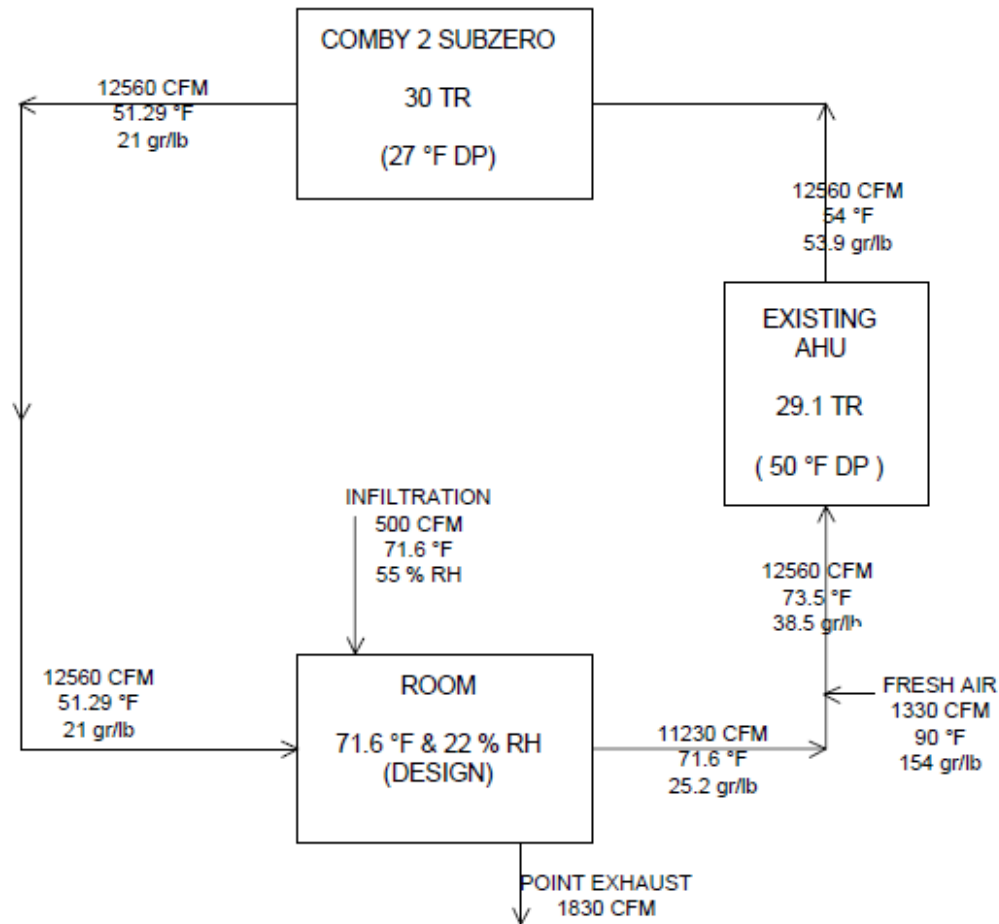 COMBY 2 SUBZERO
30 TR
(27 °F DP)
12560 CFM
51.29 °F
21 gr/lb
12560 CFM
54 °F
53.9 gr/lb
EXISTING
AHU
29.1 TR
( 50 °F DP )
INFILTRATION
500 CFM
71.6 °F
55 % RH
12560 CFM
73.5 °F
38.5 gr/lb
12560 CFM
51.29 °F
21 gr/lb
ROOM
71.6 °F & 22 % RH
(DESIGN)
11230 CFM
71.6 °F
25.2 gr/lb
FRESH AIR
1330 CFM
90 °F
154 gr/lb
POINT EXHAUST
1830 CFM